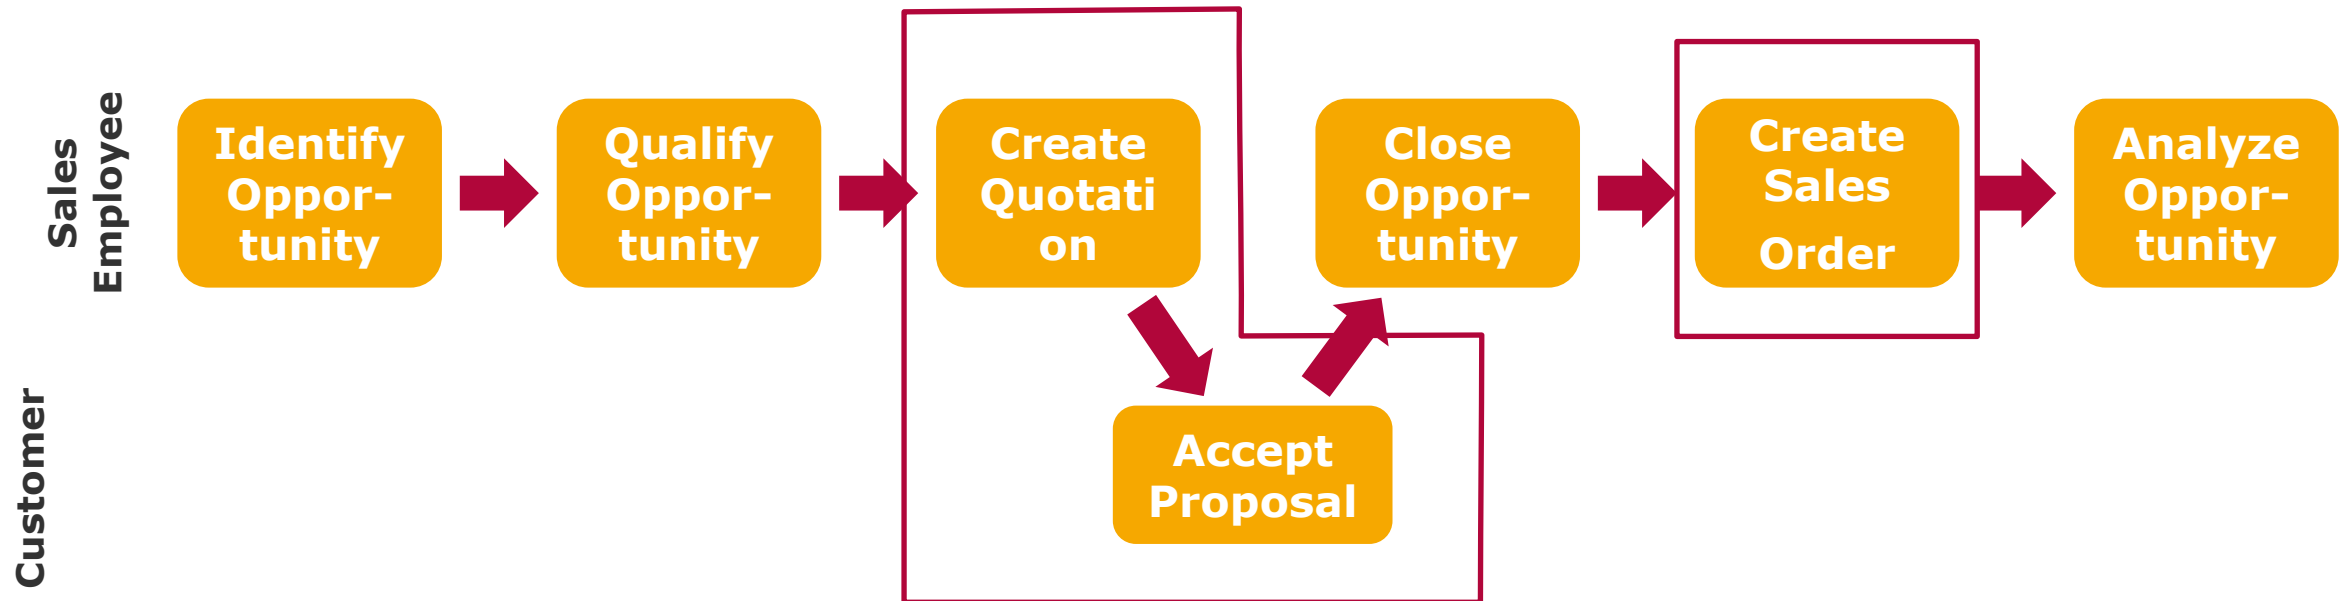 Sales
Employee
Identify
Oppor-
tunity
Qualify
Oppor-
tunity
Create
Quotati
on
Close
Oppor-
tunity
Create
Sales
Order
Analyze
Oppor-
tunity
Customer
Accept
Proposal